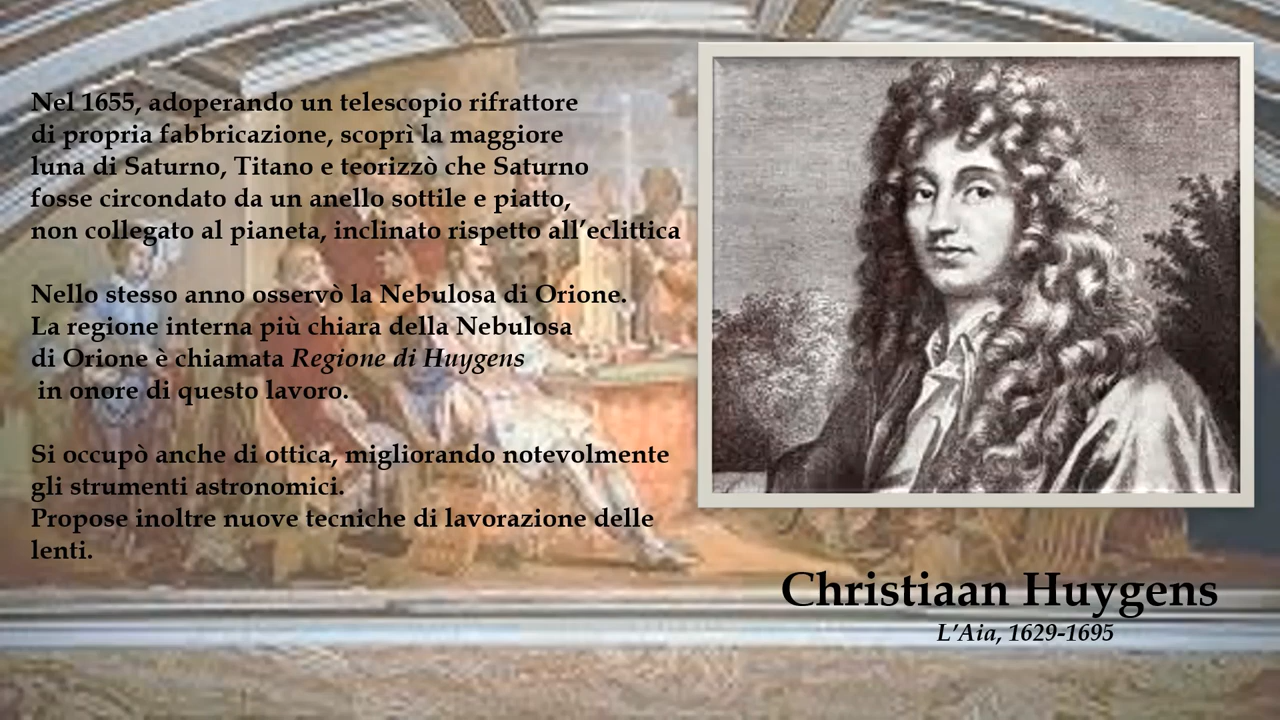 Nel 1655, adoperando un telescopio rifrattore
di propria fabbricazione, scoprì la maggiore
luna di Saturno, Titano e teorizzò che Saturno
fosse circondato da un anello sottile e piatto,
non collegato al pianeta, inclinato rispetto all’eclittica
Nello stesso anno osservò la Nebulosa di Orione.
La regione interna più chiara della Nebulosa
di Orione è chiamata Regione di Huygens
in onore di questo lavoro.
Si occupò anche di ottica, migliorando notevolmente
gli strumenti astronomici.
Propose inoltre nuove tecniche di lavorazione delle
lenti.
Christiaan Huygens
L’Aia, 1629-1695